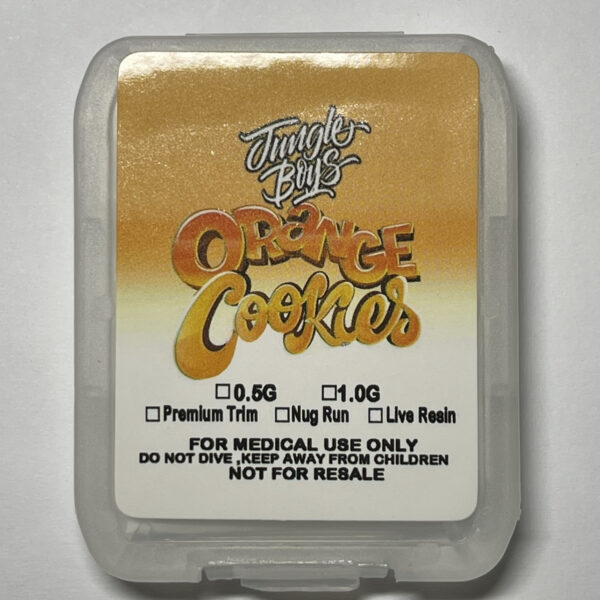 Jungle
Boys
ORANGE
Cookies
☐0.5G ☐1.0G
☐Premium Trim ☐Nug Run ☐Live Resin
FOR MEDICAL USE ONLY
DO NOT DIVE ,KEEP AWAY FROM CHILDREN
NOT FOR RESALE